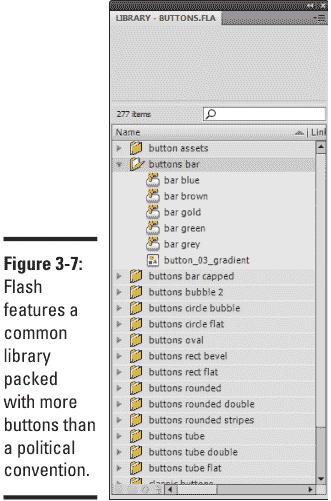 LIBRARY - BUTTONS.FLA
277 items
Name
Link
button assets
buttons bar
bar blue
bar brown
bar gold
bar green
bar grey
button_03_gradient
buttons bar capped
buttons bubble 2
buttons circle bubble
buttons circle flat
buttons oval
buttons rect bevel
buttons rect flat
buttons rounded
buttons rounded double
buttons rounded stripes
buttons tube
buttons tube double
buttons tube flat
classic buttons
Figure 3-7:
Flash
features a
common
library
packed
with more
buttons than
a political
convention.